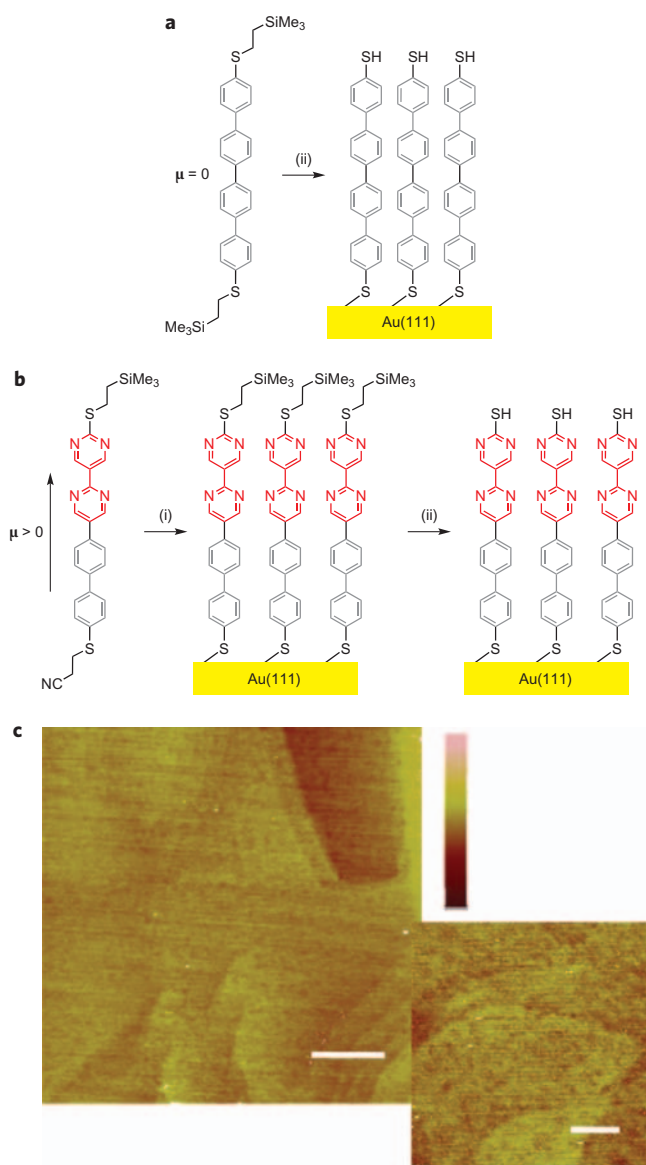 a
SiMe3
S
SH SH SH
μ = 0
(ii)
S
S S S
Me3Si
Au(111)
b
SiMe3
SiMe3 SiMe3 SiMe3
S
S S S
SH SH SH
N N
N N N N N N
N N N N N N
N N
N N N N N N
N N N N N N
μ > 0
(i)
(ii)
S
S S S
S S S
NC
Au(111)
Au(111)
c